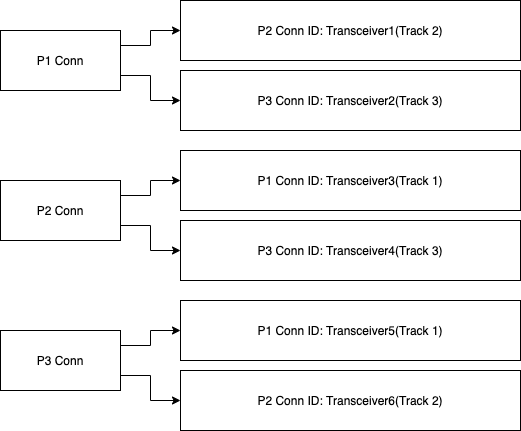 P1 Conn
P2 Conn ID: Transceiver1(Track 2)
P3 Conn ID: Transceiver2(Track 3)
P2 Conn
P1 Conn ID: Transceiver3(Track 1)
P3 Conn ID: Transceiver4(Track 3)
P3 Conn
P1 Conn ID: Transceiver5(Track 1)
P2 Conn ID: Transceiver6(Track 2)